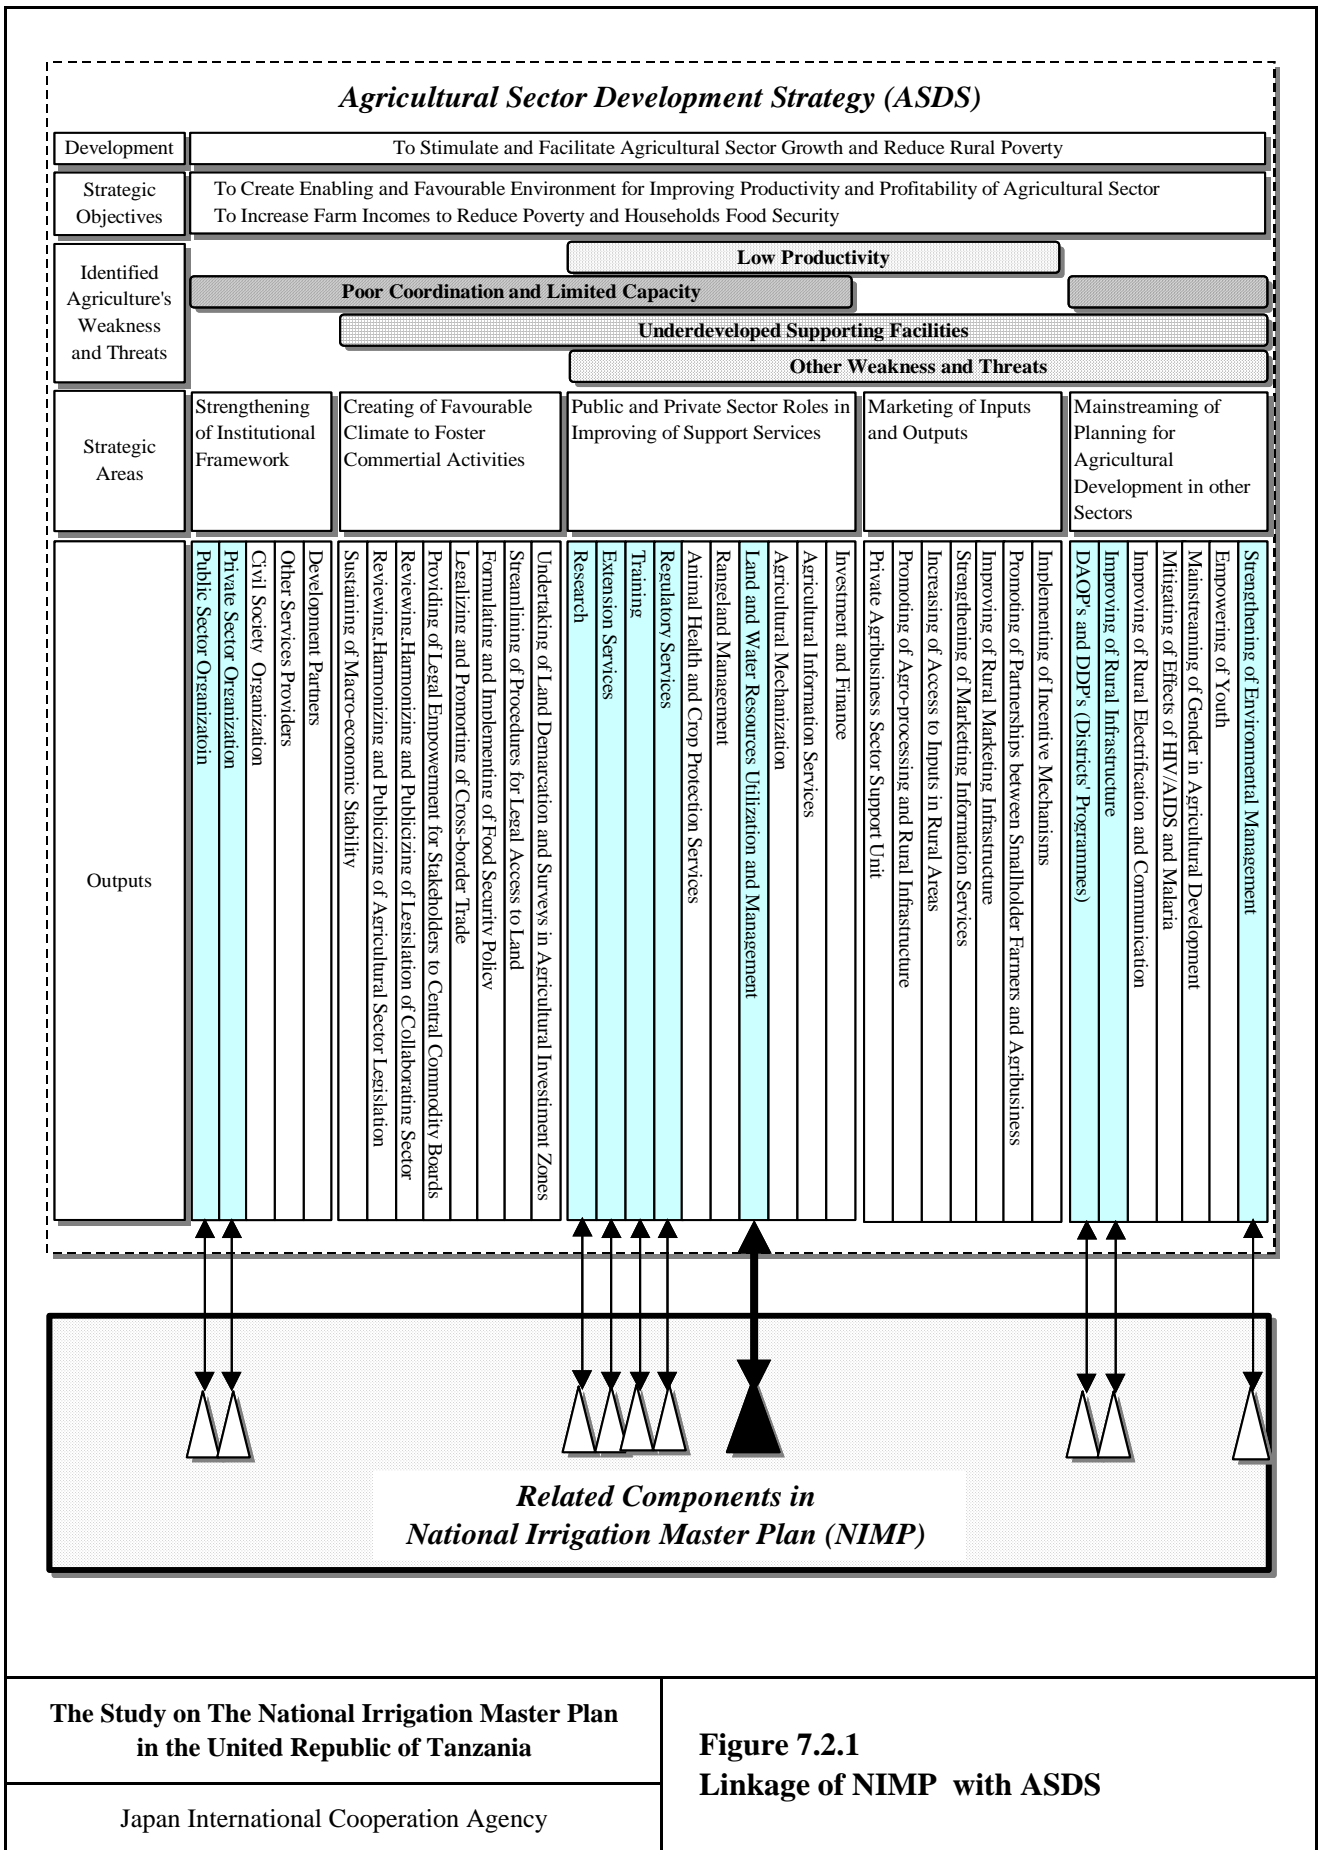 Agricultural Sector Development Strategy (ASDS)
Development
To Stimulate and Facilitate Agricultural Sector Growth and Reduce Rural Poverty
Strategic
Objectives
To Create Enabling and Favourable Environment for Improving Productivity and Profitability of Agricultural Sector
To Increase Farm Incomes to Reduce Poverty and Households Food Security
Identified
Agriculture's
Weakness
and Threats
Low Productivity
Poor Coordination and Limited Capacity
Underdeveloped Supporting Facilities
Other Weakness and Threats
Strategic
Areas
Strengthening
of Institutional
Framework
Creating of Favourable
Climate to Foster
Commertial Activities
Public and Private Sector Roles in
Improving of Support Services
Marketing of Inputs
and Outputs
Mainstreaming of
Planning for
Agricultural
Development in other
Sectors
Outputs
Public Sector Organizatoin
Private Sector Organization
Civil Society Organization
Other Services Providers
Development Partners
Sustaining of Macro-economic Stability
Reviewing,Harmonizing and Publicizing of Agricultural Sector Legislation
Reviewing,Harmonizing and Publicizing of Legislation of Collaborating Sector
Providing of Legal Empowerment for Stakeholders to Central Commodity Boards
Legalizing and Promoting of Cross-border Trade
Formulating and Implementing of Food Security Policy
Streamlining of Procedures for Legal Access to Land
Undertaking of Land Demarcation and Surveys in Agricultural Investiment Zones
Research
Extension Services
Training
Regulatory Services
Animal Health and Crop Protection Services
Rangeland Management
Land and Water Resources Utilization and Management
Agricultural Mechanization
Agricultural Information Services
Investment and Finance
Private Agribusiness Sector Support Unit
Promoting of Agro-processing and Rural Infrastructure
Increasing of Access to Inputs in Rural Areas
Strengthening of Marketing Information Services
Improving of Rural Marketing Infrastructure
Promoting of Partnerships between Smallholder Farmers and Agribusiness
Implementing of Incentive Mechanisms
DAOP's and DDP's (Districts' Programmes)
Improving of Rural Infrastructure
Improving of Rural Electrification and Communication
Mitigating of Effects of HIV/AIDS and Malaria
Mainstreaming of Gender in Agricultural Development
Empowering of Youth
Strengthening of Environmental Management
Related Components in
National Irrigation Master Plan (NIMP)
The Study on The National Irrigation Master Plan
in the United Republic of Tanzania
Japan International Cooperation Agency
Figure 7.2.1
Linkage of NIMP with ASDS